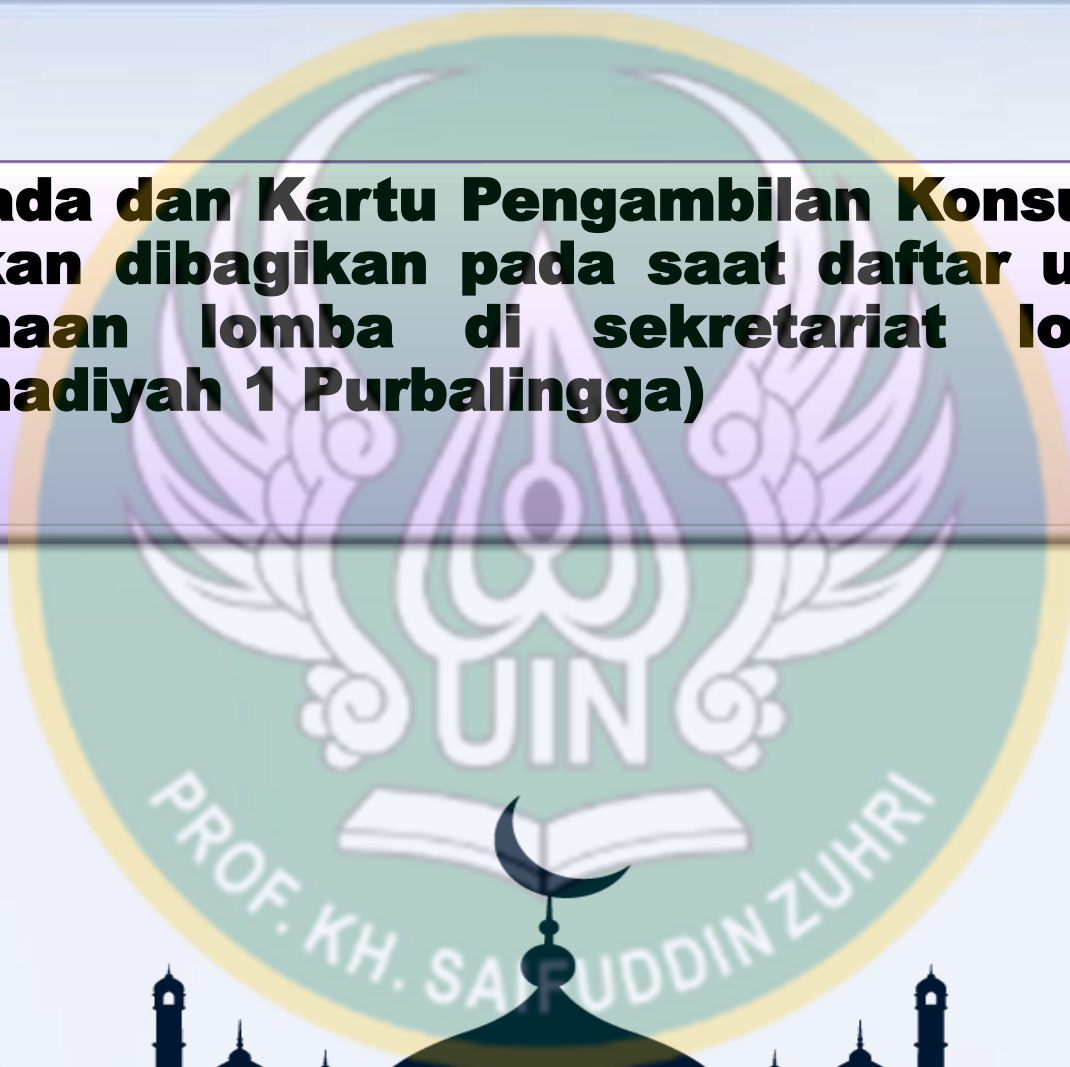 ada dan Kartu Pengambilan Konsu
kan dibagikan pada saat daftar u
naan lomba di sekretariat lo
nadiyah 1 Purbalingga)
UIN
PROF. KH. SAIFUDDIN ZUHRI